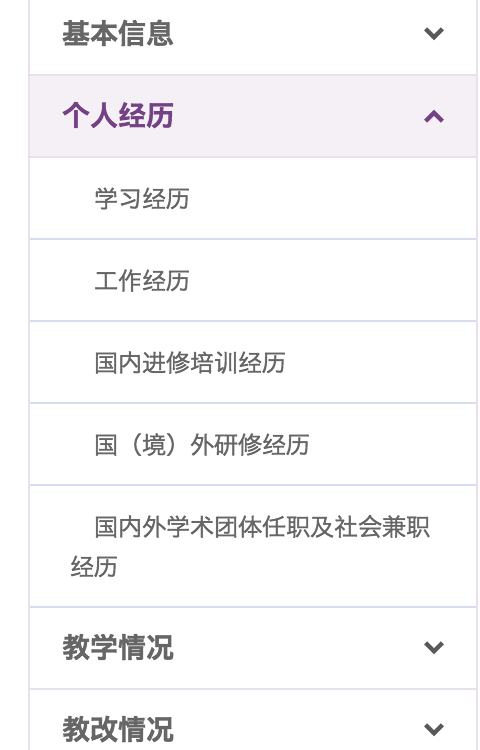 基本信息
个人经历
学习经历
工作经历
国内进修培训经历
国（境）外研修经历
国内外学术团体任职及社会兼职
经历
教学情况
教改情况